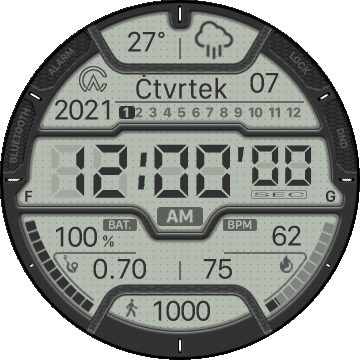 27°
ALARM
LOCK
Čtvrtek 07
2021 1 2 3 4 5 6 7 8 9 10 11 12
BLUETOOTH
DND
12:00'00
SEC
F
G
AM
BAT.
BPM
100%
62
0.70 | 75
1000